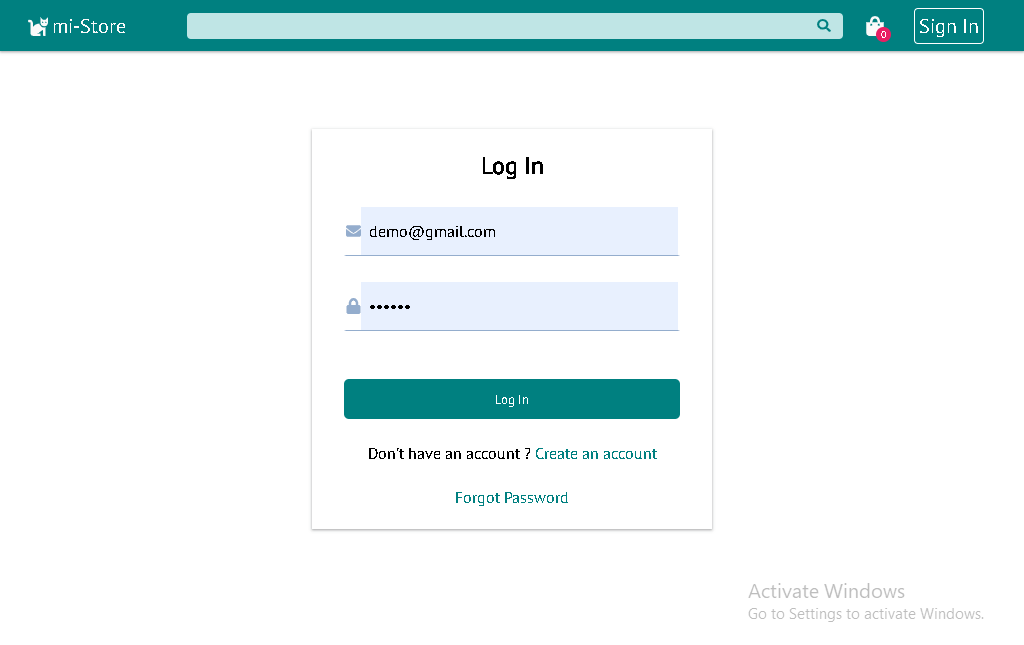 mi-Store
0
Sign In
Log In
demo@gmail.com
••••••
Log In
Don't have an account ? Create an account
Forgot Password
Activate Windows
Go to Settings to activate Windows.